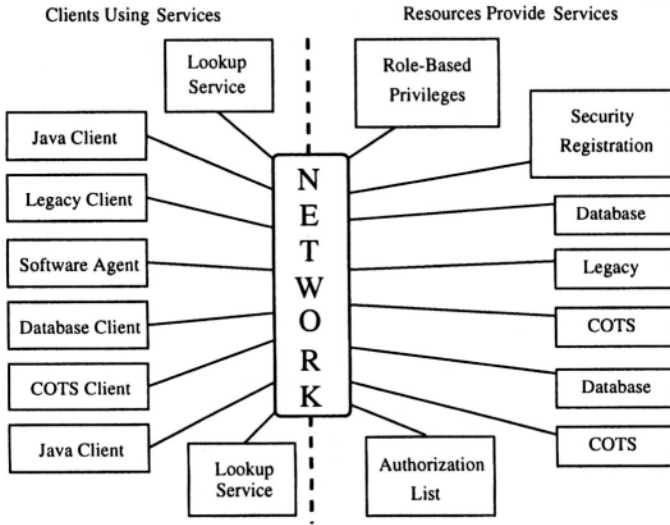 Clients Using Services
Resources Provide Services
Lookup
Service
Role-Based
Privileges
Security
Registration
Java Client
Legacy Client
Software Agent
Database Client
COTS Client
Java Client
N
E
T
W
O
R
K
Database
Legacy
COTS
Database
COTS
Lookup
Service
Authorization
List